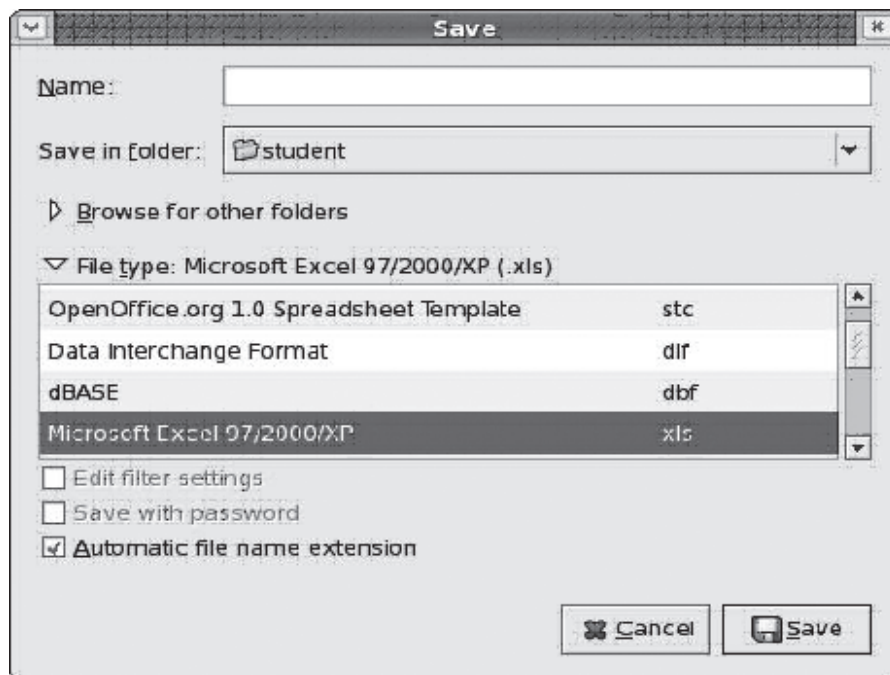 Save
Name:
Save in folder: student
Browse for other folders
File type: Microsoft Excel 97/2000/XP (.xls)
OpenOffice.org 1.0 Spreadsheet Template stc
Data Interchange Format dif
dBASE dbf
Microsoft Excel 97/2000/XP xls
Edit filter settings
Save with password
Automatic file name extension
Cancel Save